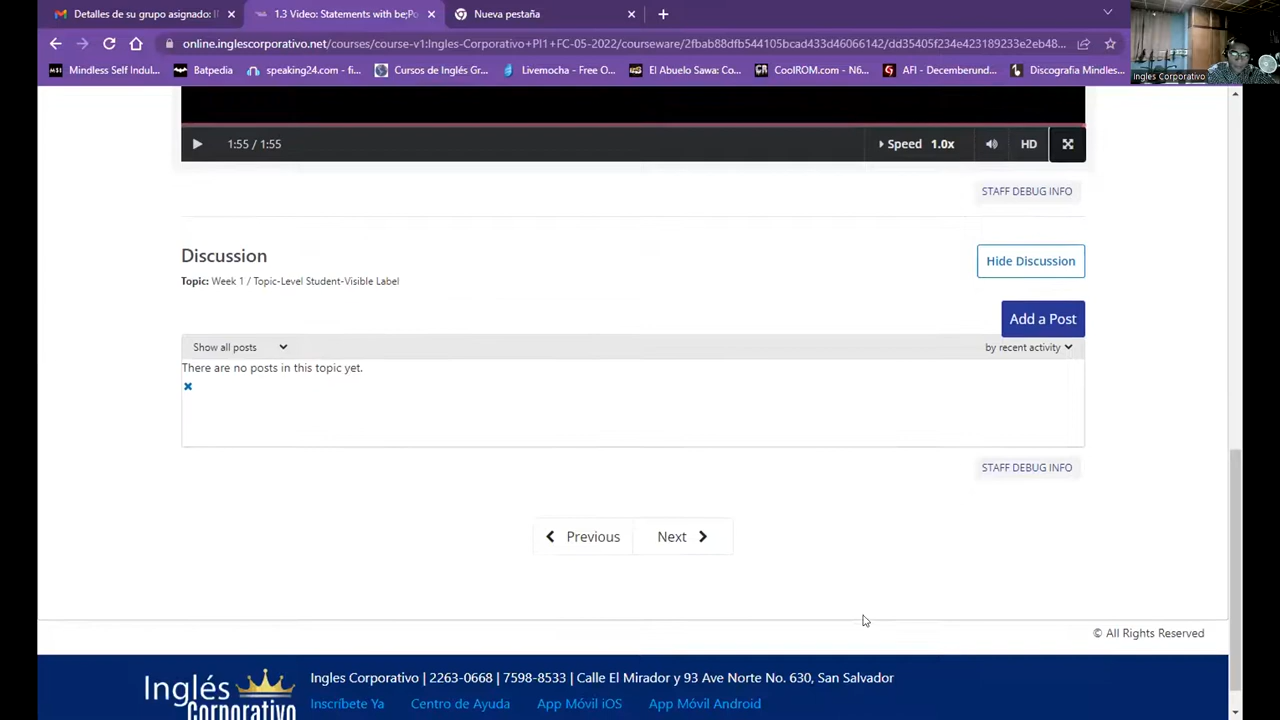 Detalles de su grupo asignado: I
1.3 Video: Statements with be;Po
Nueva pestaña
online.inglescorporativo.net/courses/course-v1:Ingles-Corporativo+PI1+FC-05-2022/courseware/2fbab88dfb544105bcad433d46066142/dd35405f234e423189233e2eb48...
Mindless Self Indul...
Batpedia
speaking24.com - fi...
Cursos de Inglés Gr...
Livemocha - Free O...
El Abuelo Sawa: Co...
CoolROM.com - N6...
AFI - Decemberund...
Discografia Mindles...
Ingles Corporativo
1:55 / 1:55
Speed 1.0x
HD
STAFF DEBUG INFO
Discussion
Hide Discussion
Topic: Week 1 / Topic-Level Student-Visible Label
Add a Post
Show all posts
by recent activity
There are no posts in this topic yet.
STAFF DEBUG INFO
Previous
Next
© All Rights Reserved
Inglés Corporativo
Ingles Corporativo | 2263-0668 | 7598-8533 | Calle El Mirador y 93 Ave Norte No. 630, San Salvador
Inscríbete Ya
Centro de Ayuda
App Móvil iOS
App Móvil Android